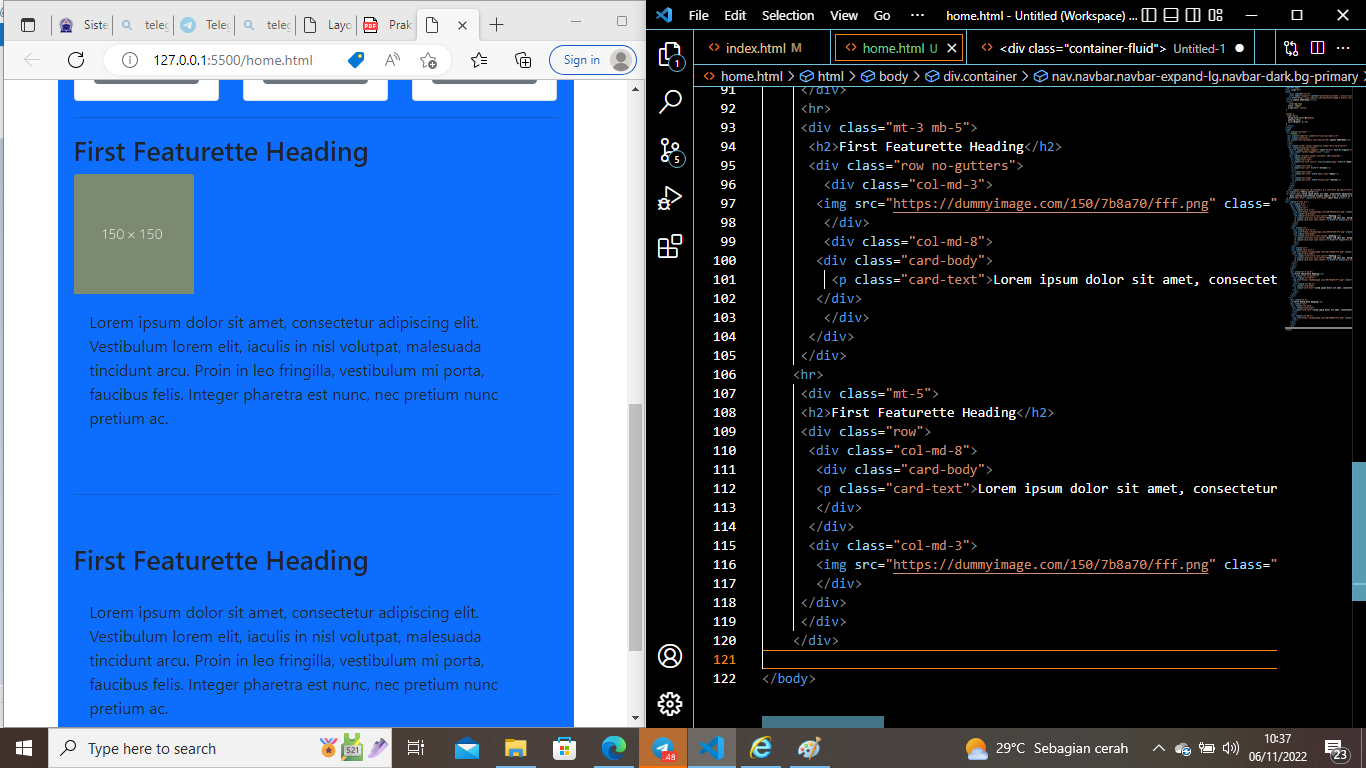 Siste
teleg
Teleg
teleg
Layo
PDF
Prak
127.0.0.1:5500/home.html
Sign in
First Featurette Heading
150 × 150
Lorem ipsum dolor sit amet, consectetur adipiscing elit.
Vestibulum lorem elit, iaculis in nisl volutpat, malesuada
tincidunt arcu. Proin in leo fringilla, vestibulum mi porta,
faucibus felis. Integer pharetra est nunc, nec pretium nunc
pretium ac.
First Featurette Heading
Lorem ipsum dolor sit amet, consectetur adipiscing elit.
Vestibulum lorem elit, iaculis in nisl volutpat, malesuada
tincidunt arcu. Proin in leo fringilla, vestibulum mi porta,
faucibus felis. Integer pharetra est nunc, nec pretium nunc
pretium ac.
File Edit Selection View Go ··· home.html - Untitled (Workspace) ...
index.html M home.html U <div class="container-fluid"> Untitled-1
home.html > html > body > div.container > nav.navbar.navbar-expand-lg.navbar-dark.bg-primary >
1
5
91 </div>
92 <hr>
93 <div class="mt-3 mb-5">
94 <h2>First Featurette Heading</h2>
95 <div class="row no-gutters">
96 <div class="col-md-3">
97 <img src="https://dummyimage.com/150/7b8a70/fff.png" class="
98 </div>
99 <div class="col-md-8">
100 <div class="card-body">
101 <p class="card-text">Lorem ipsum dolor sit amet, consectet
102 </div>
103 </div>
104 </div>
105 </div>
106 <hr>
107 <div class="mt-5">
108 <h2>First Featurette Heading</h2>
109 <div class="row">
110 <div class="col-md-8">
111 <div class="card-body">
112 <p class="card-text">Lorem ipsum dolor sit amet, consectetur
113 </div>
114 </div>
115 <div class="col-md-3">
116 <img src="https://dummyimage.com/150/7b8a70/fff.png" class="
117 </div>
118 </div>
119 </div>
120 </div>
121
122 </body>
Type here to search
521
48
29°C Sebagian cerah
10:37
06/11/2022
23